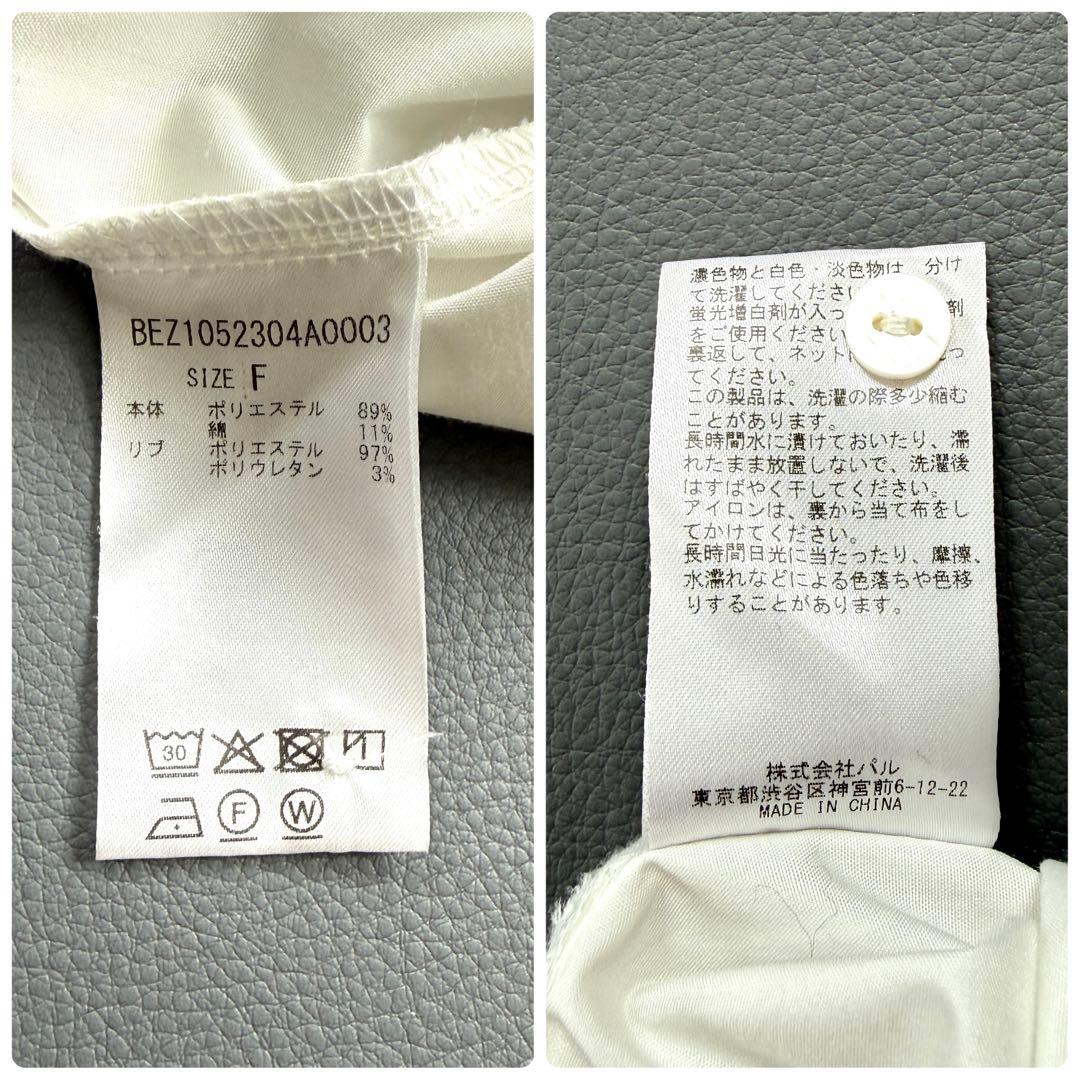 BEZ1052304A0003
SIZE F
本体 ポリエステル 89%
綿 11%
リブ ポリエステル 97%
ポリウレタン 3%
30
F W
濃色物と白色・淡色物は、分け
て洗濯してくださ
蛍光増白剤が入っ 剤
をご使用ください
裏返して、ネット っ
てください。
この製品は、洗濯の際多少縮む
ことがあります。
長時間水に漬けておいたり、濡
れたまま放置しないで、洗濯後
はすばやく干してください。
アイロンは、裏から当て布をし
てかけてください。
長時間日光に当たったり、摩擦、
水濡れなどによる色落ちや色移
りすることがあります。
株式会社パル
東京都渋谷区神宮前6-12-22
MADE IN CHINA